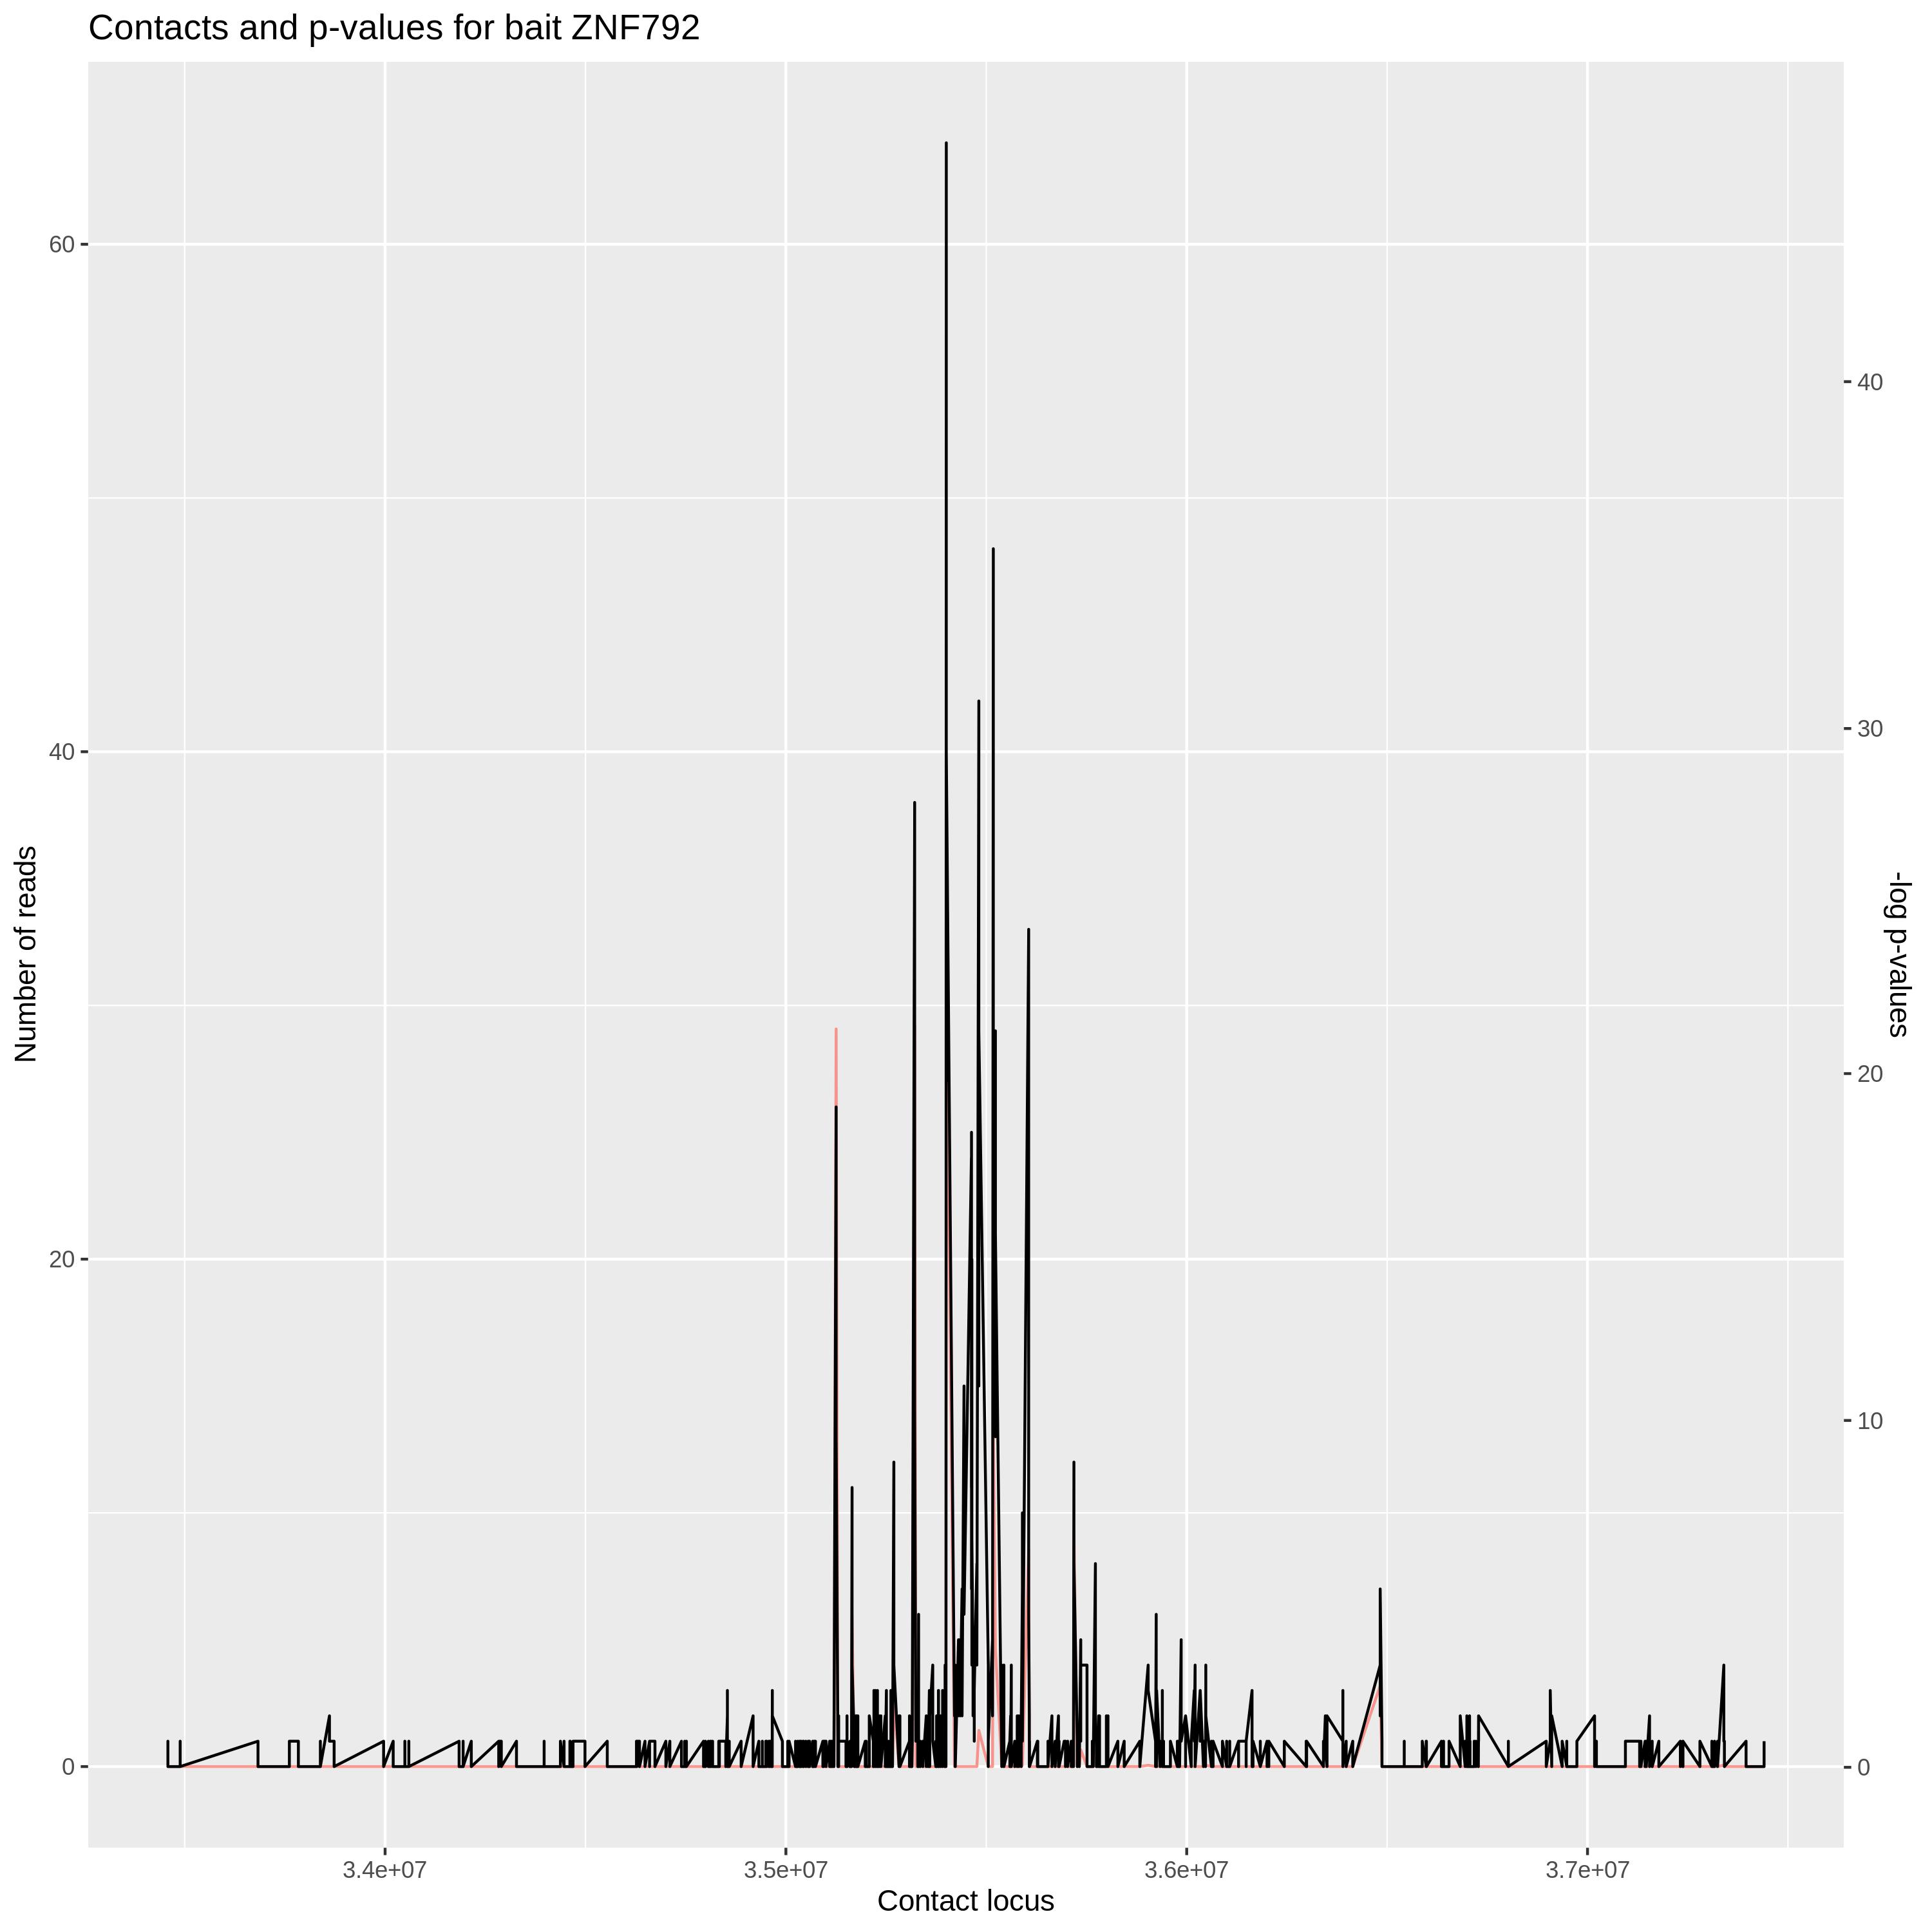 Contacts and p-values for bait ZNF792
60
40
20
0
Number of reads
40
30
20
10
0
-log p-values
3.4e+07
3.5e+07
3.6e+07
3.7e+07
Contact locus